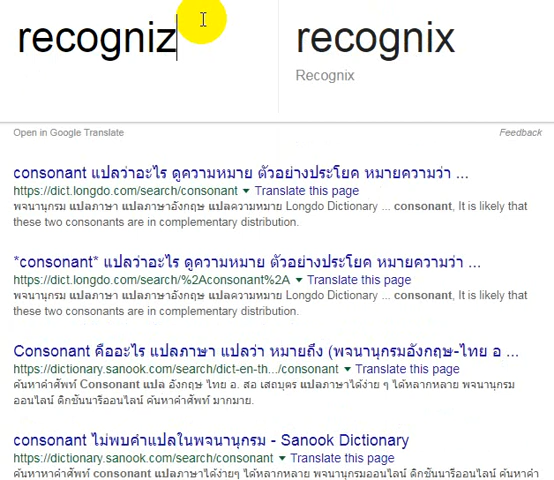 recogniz
recognix
Recognix
Open in Google Translate
Feedback
consonant แปลว่าอะไร ดูความหมาย ตัวอย่างประโยค หมายความว่า ...
https://dict.longdo.com/search/consonant ▼ Translate this page
พจนานุกรม แปลภาษา แปลภาษาอังกฤษ แปลความหมาย Longdo Dictionary ... consonant, It is likely that
these two consonants are in complementary distribution.
*consonant* แปลว่าอะไร ดูความหมาย ตัวอย่างประโยค หมายความว่า ...
https://dict.longdo.com/search/%2Aconsonant%2A ▼ Translate this page
พจนานุกรม แปลภาษา แปลภาษาอังกฤษ แปลความหมาย Longdo Dictionary ... consonant, It is likely that
these two consonants are in complementary distribution.
Consonant คืออะไร แปลภาษา แปลว่า หมายถึง (พจนานุกรมอังกฤษ-ไทย อ ...
https://dictionary.sanook.com/search/dict-en-th.../consonant ▼ Translate this page
ค้นหาคำศัพท์ Consonant แปล อังกฤษ ไทย อ. สอ เสถบุตร แปลภาษาได้ง่าย ๆ ได้หลากหลาย พจนานุกรม
ออนไลน์ ดิกชันนารีออนไลน์ คำศัพท์มากมาย.
consonant ไม่พบคำแปลในพจนานุกรม - Sanook Dictionary
https://dictionary.sanook.com/search/consonant ▼ Translate this page
ค้นหาหาคำศัพท์ consonant แปลภาษาได้ง่ายๆ ได้หลากหลาย พจนานุกรมออนไลน์ ดิกชันนารีออนไลน์ ค้นหาคำ